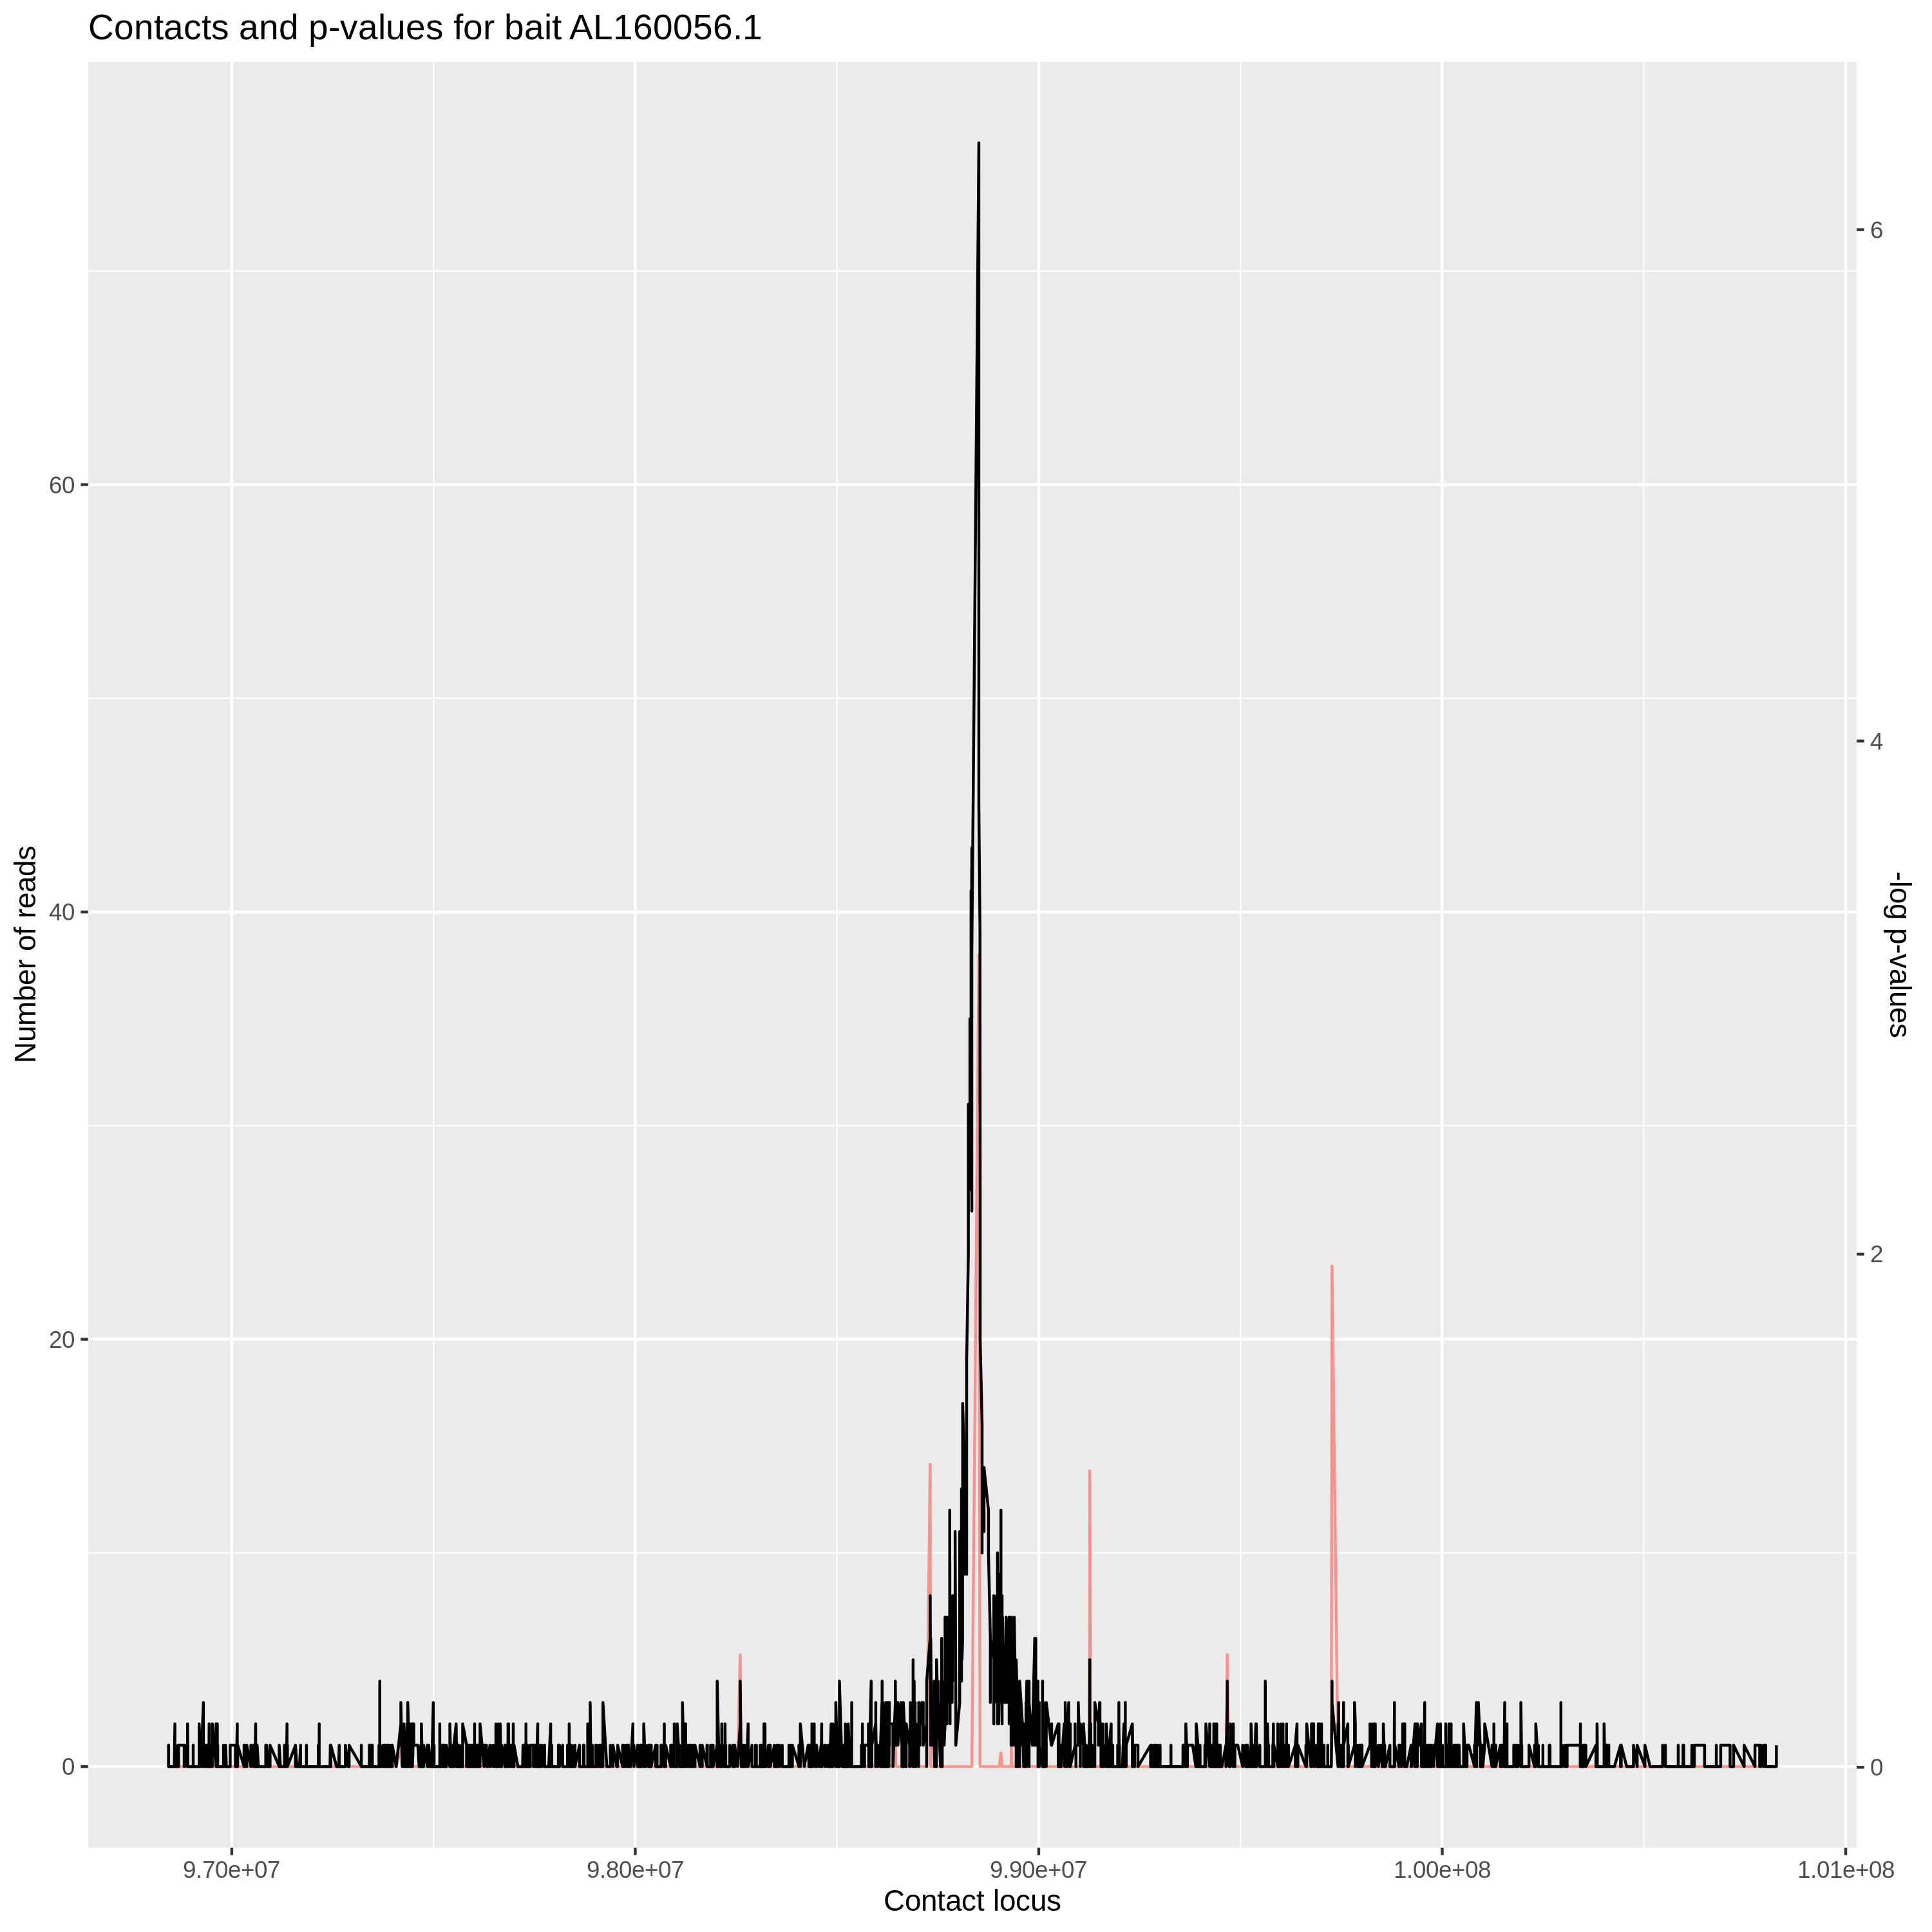 Contacts and p-values for bait AL160056.1
Number of reads
60
40
20
0
6
4
2
0
-log p-values
9.70e+07 9.80e+07 9.90e+07 1.00e+08 1.01e+08
Contact locus